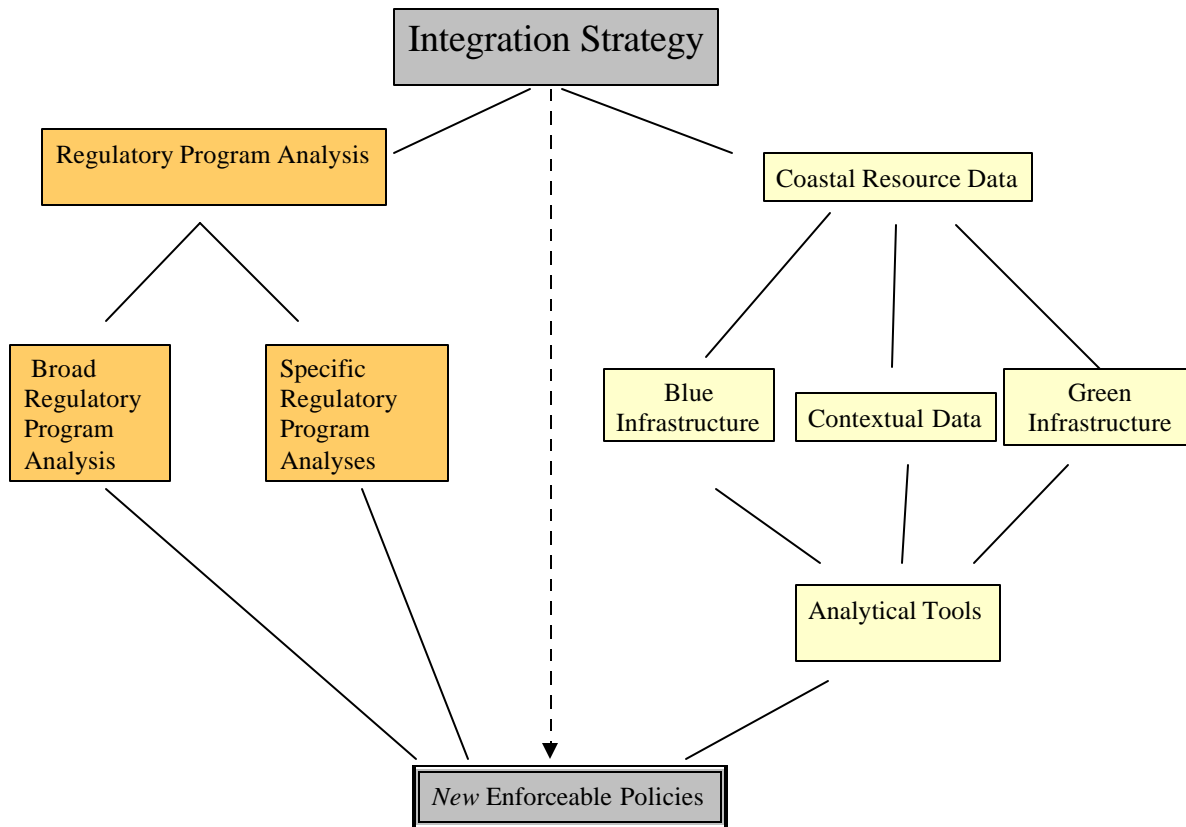 Integration Strategy
Regulatory Program Analysis
Coastal Resource Data
Broad
Regulatory
Program
Analysis
Specific
Regulatory
Program
Analyses
Blue
Infrastructure
Contextual Data
Green
Infrastructure
Analytical Tools
New Enforceable Policies